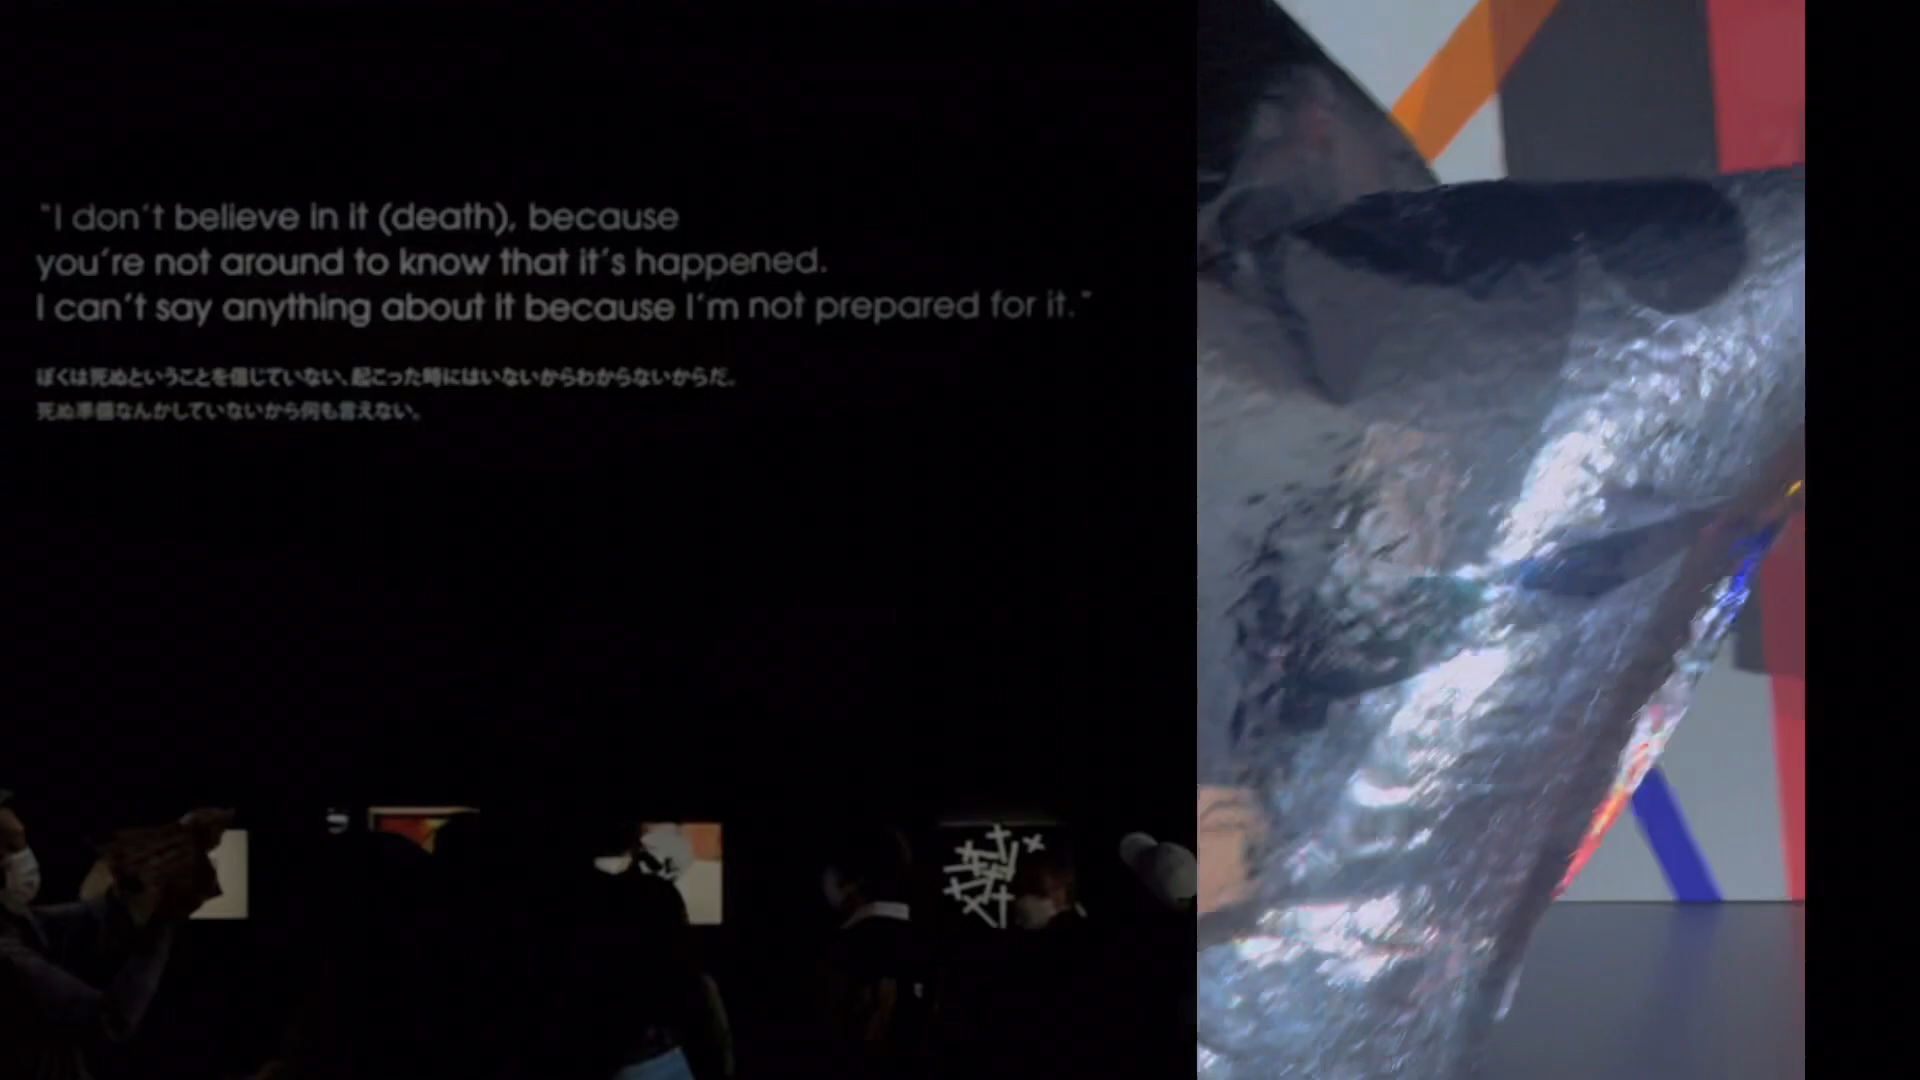 “I don’t believe in it (death), because
you’re not around to know that it’s happened.
I can’t say anything about it because I’m not prepared for it.”
ぼくは死ぬということを信じていない、起こった時にはいないからわからないからだ。
死ぬ準備なんかしていないから何も言えない。